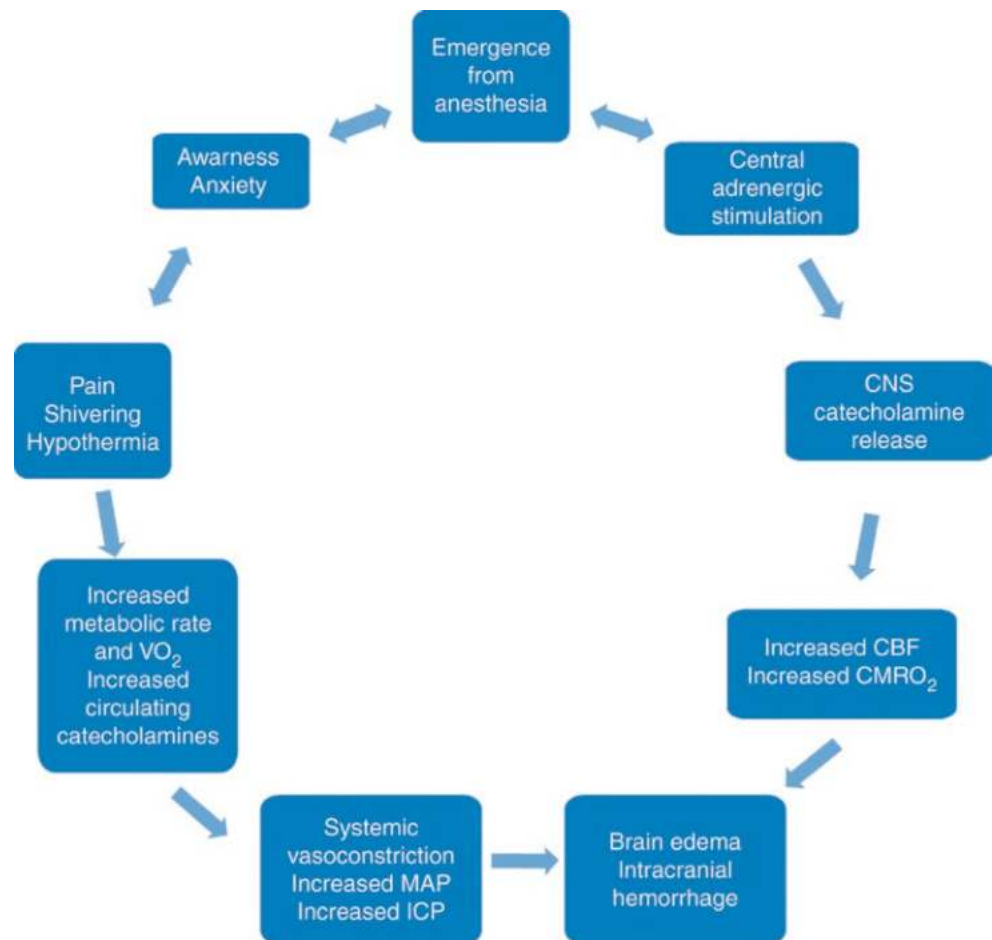 Emergence
from
anesthesia
Awarness
Anxiety
Central
adrenergic
stimulation
Pain
Shivering
Hypothermia
CNS
catecholamine
release
Increased
metabolic rate
and VO₂
Increased
circulating
catecholamines
Increased CBF
Increased CMRO₂
Systemic
vasoconstriction
Increased MAP
Increased ICP
Brain edema
Intracranial
hemorrhage